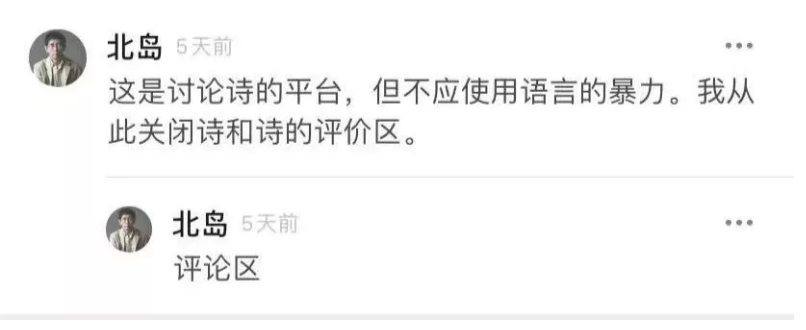 北岛 5天前
这是讨论诗的平台，但不应使用语言的暴力。我从
此关闭诗和诗的评价区。
北岛 5天前
评论区